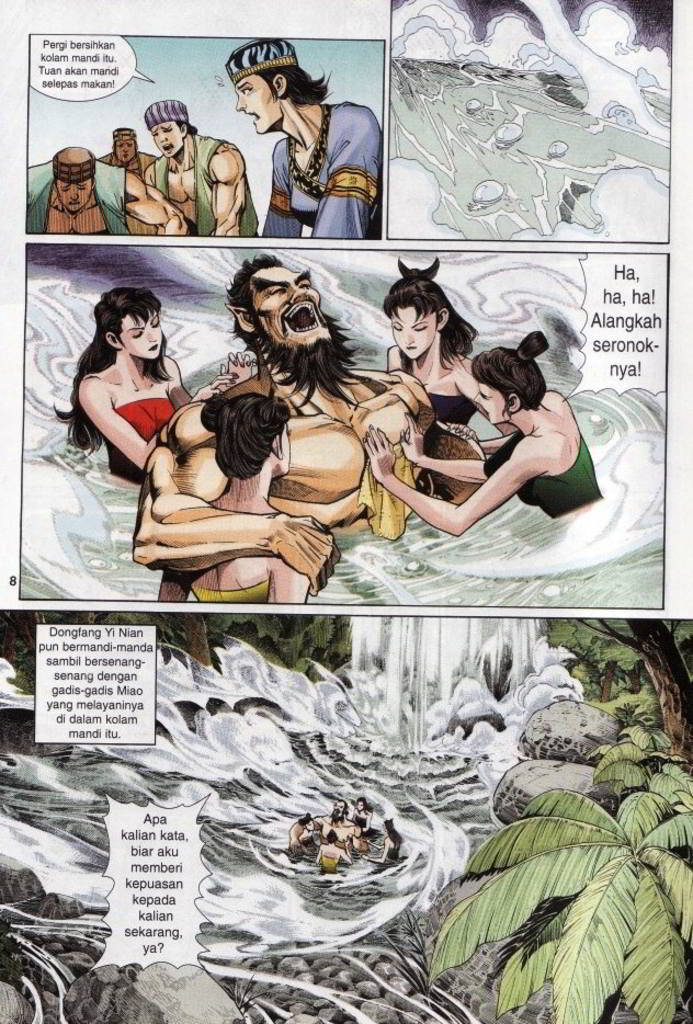 Pergi bersihkan
kolam mandi itu.
Tuan akan mandi
selepas makan!
Ha,
ha, ha!
Alangkah
seronok-
nya!
8
Dongfang Yi Nian
pun bermandi-manda
sambil bersenang-
senang dengan
gadis-gadis Miao
yang melayaninya
di dalam kolam
mandi itu.
Apa
kalian kata,
biar aku
memberi
kepuasan
kepada
kalian
sekarang,
ya?